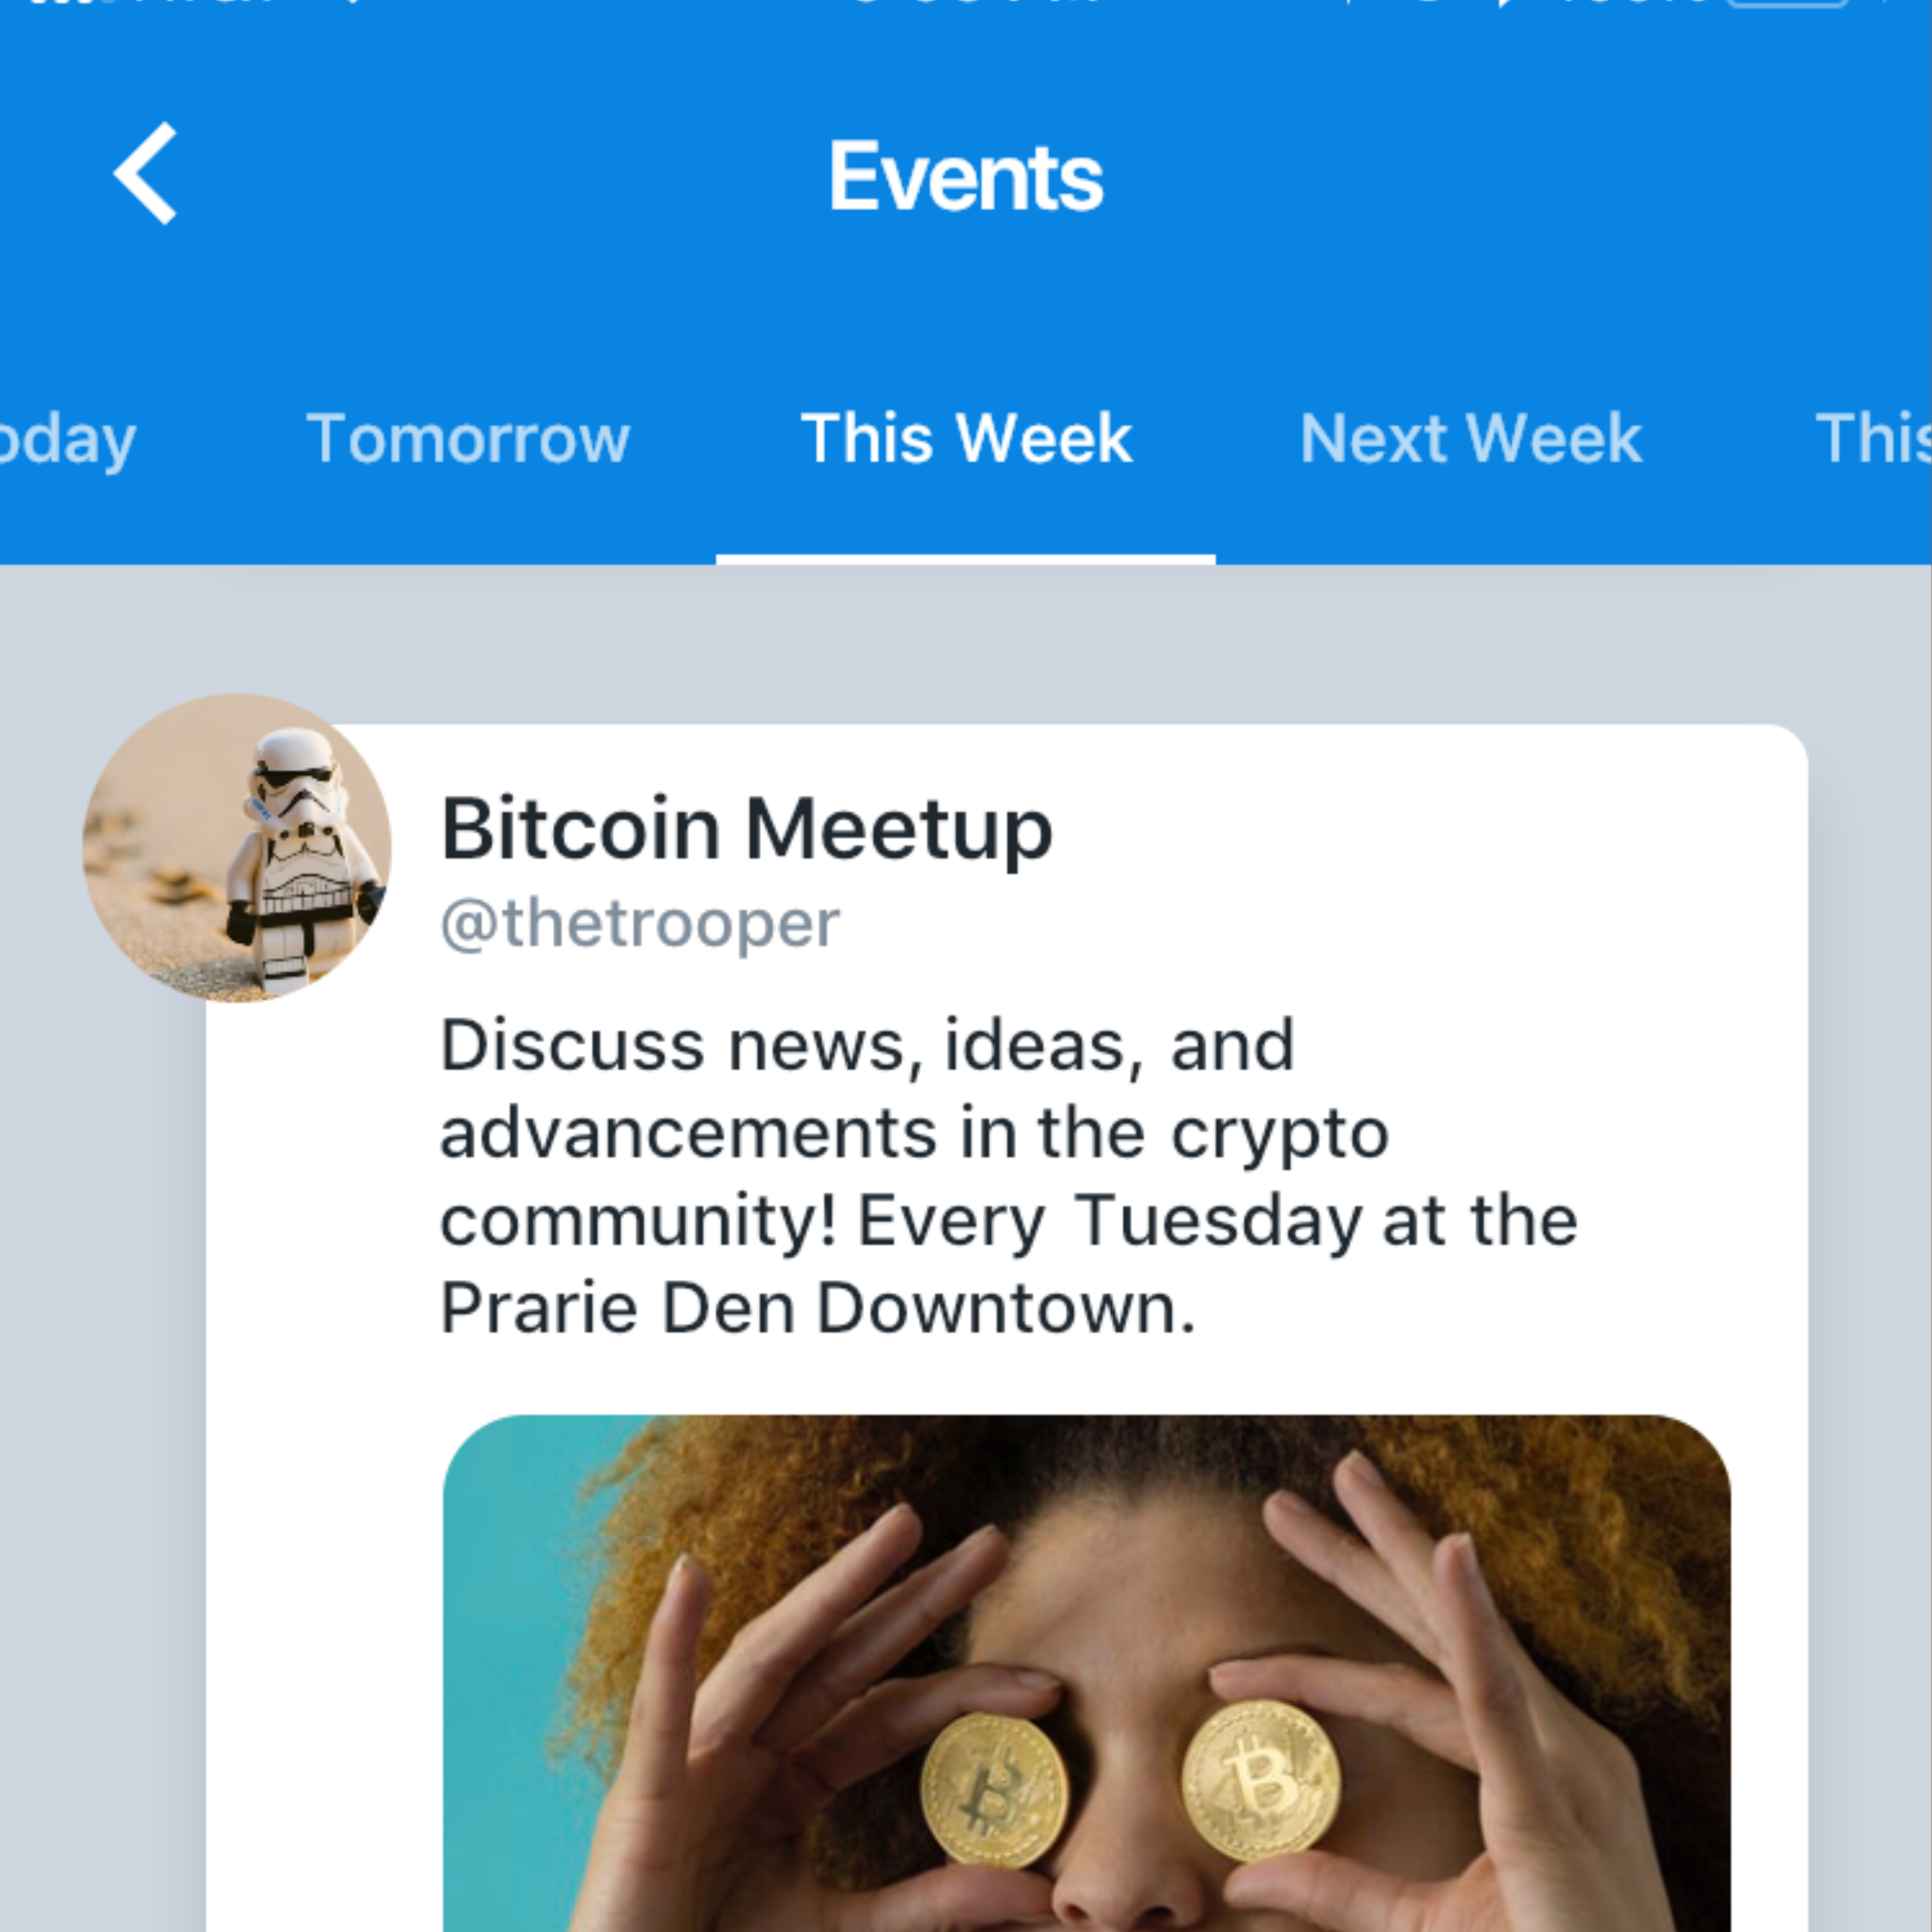 Events
oday Tomorrow This Week Next Week This
Bitcoin Meetup
@thetrooper
Discuss news, ideas, and
advancements in the crypto
community! Every Tuesday at the
Prarie Den Downtown.